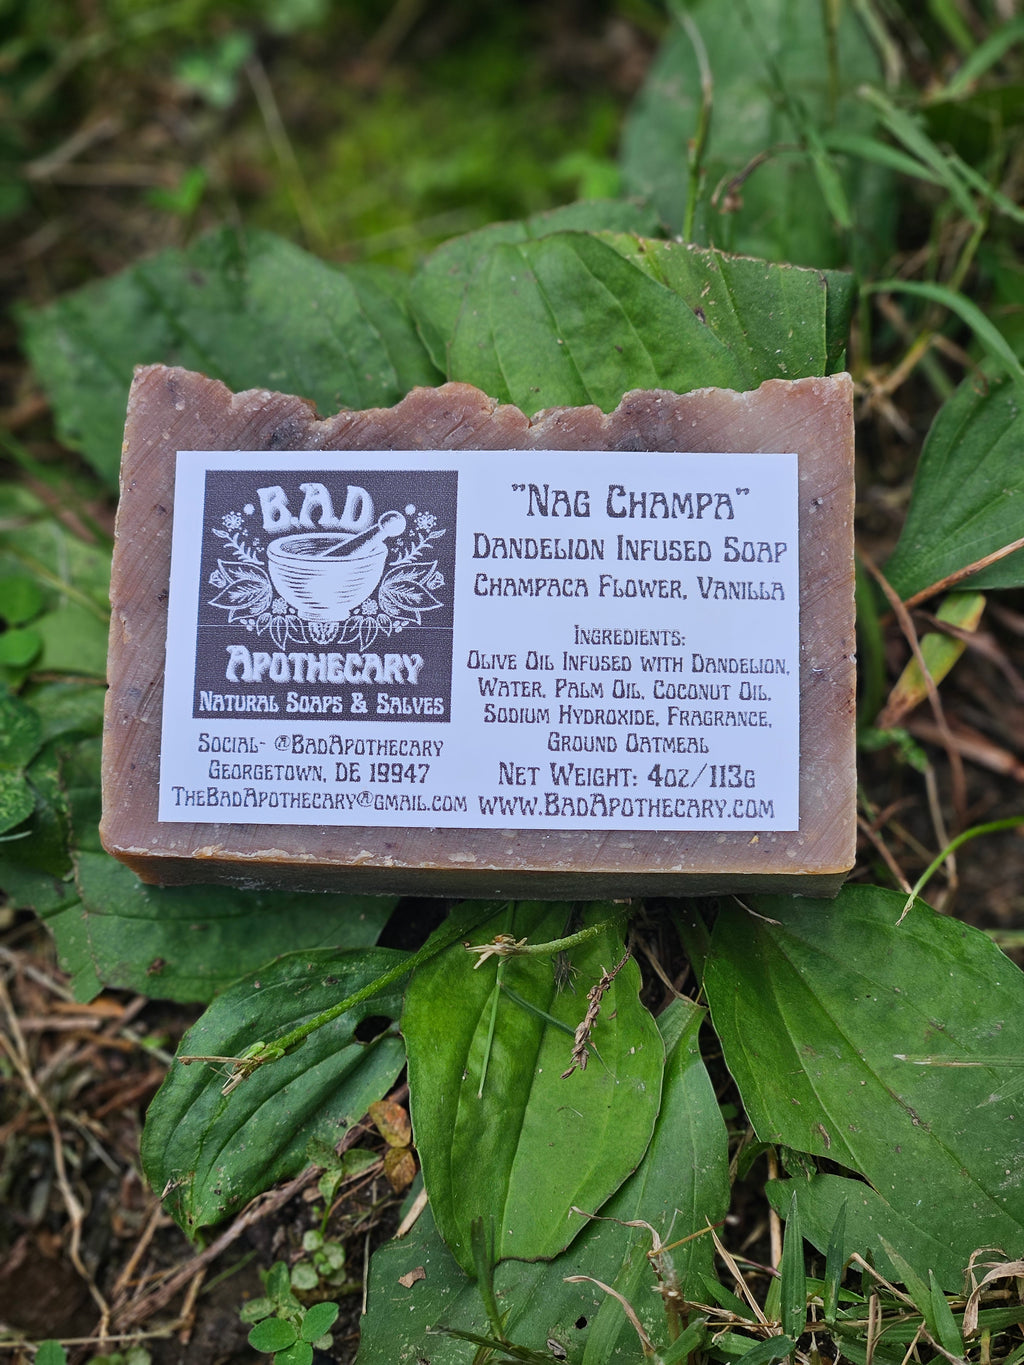 B.A.D
APOTHECARY
NATURAL SOAPS & SALVES
SOCIAL- @BADAPOTHECARY
GEORGETOWN, DE 19947
THEBADAPOTHECARY@GMAIL.COM
"NAG CHAMPA"
DANDELION INFUSED SOAP
CHAMPACA FLOWER, VANILLA
INGREDIENTS:
OLIVE OIL INFUSED WITH DANDELION,
WATER, PALM OIL, COCONUT OIL,
SODIUM HYDROXIDE, FRAGRANCE,
GROUND OATMEAL
NET WEIGHT: 4OZ/113G
WWW.BADAPOTHECARY.COM